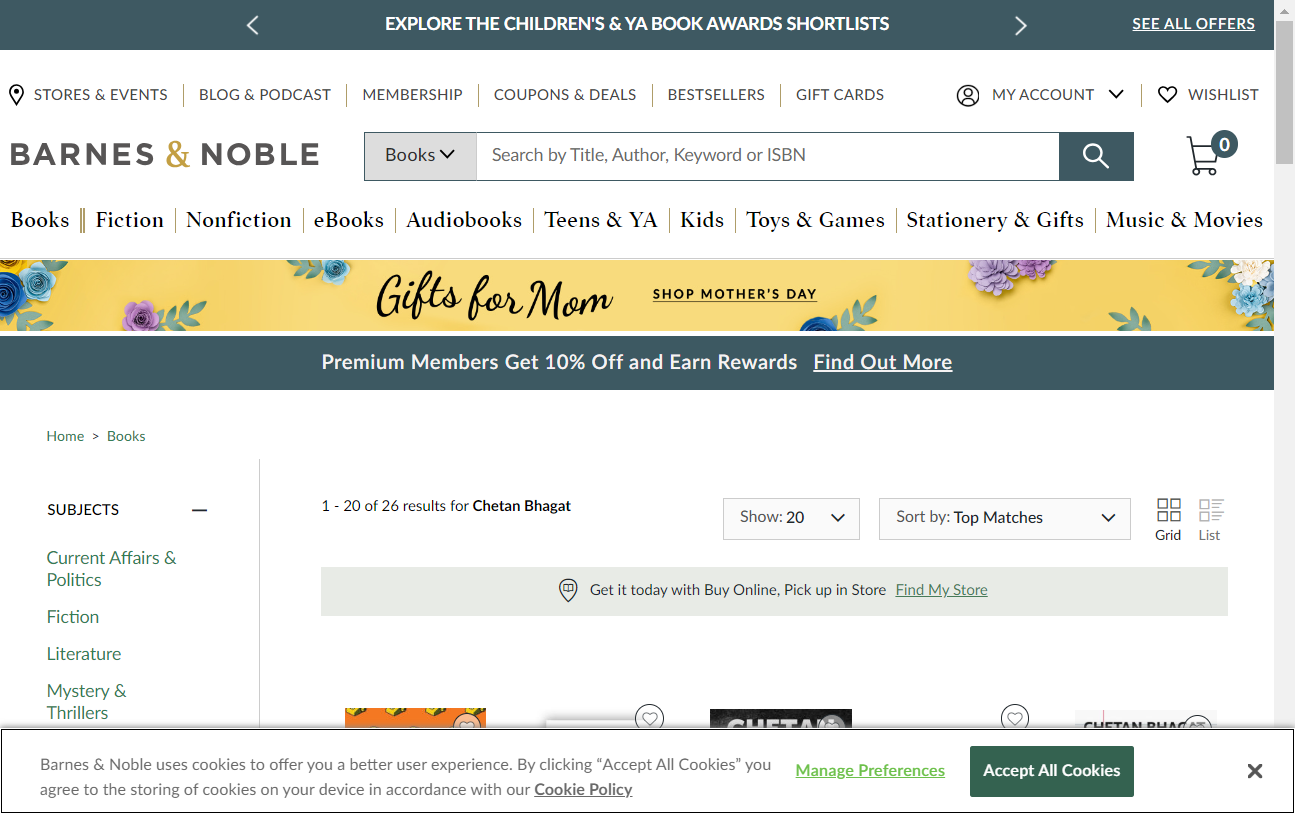 EXPLORE THE CHILDREN'S & YA BOOK AWARDS SHORTLISTS
SEE ALL OFFERS
STORES & EVENTS
BLOG & PODCAST
MEMBERSHIP
COUPONS & DEALS
BESTSELLERS
GIFT CARDS
MY ACCOUNT
WISHLIST
BARNES & NOBLE
Books
Search by Title, Author, Keyword or ISBN
0
Books
Fiction
Nonfiction
eBooks
Audiobooks
Teens & YA
Kids
Toys & Games
Stationery & Gifts
Music & Movies
Gifts for Mom
SHOP MOTHER'S DAY
Premium Members Get 10% Off and Earn Rewards Find Out More
Home > Books
SUBJECTS
Current Affairs &
Politics
Fiction
Literature
Mystery &
Thrillers
1 - 20 of 26 results for Chetan Bhagat
Show: 20
Sort by: Top Matches
Grid
List
Get it today with Buy Online, Pick up in Store Find My Store
Barnes & Noble uses cookies to offer you a better user experience. By clicking “Accept All Cookies” you
agree to the storing of cookies on your device in accordance with our Cookie Policy
Manage Preferences
Accept All Cookies